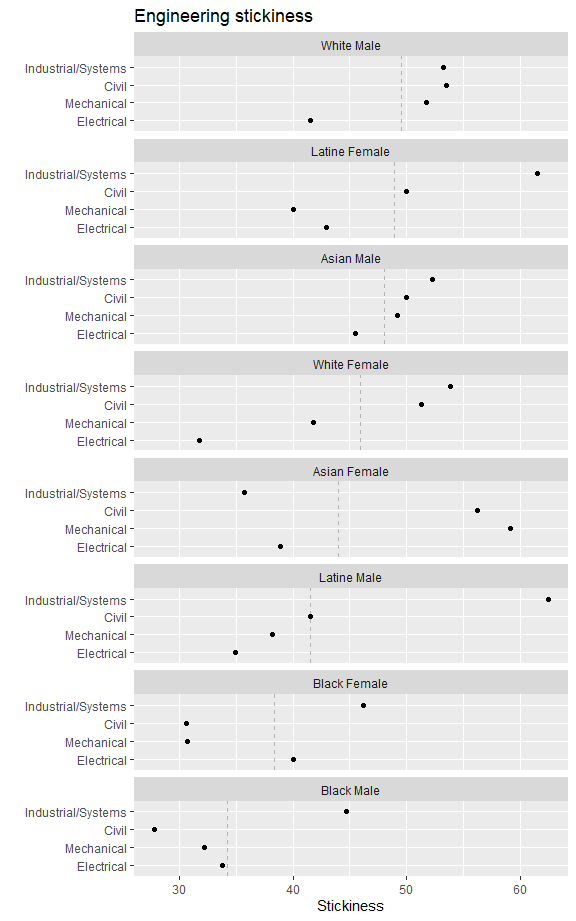 Engineering stickiness
White Male
Industrial/Systems
Civil
Mechanical
Electrical
Latine Female
Industrial/Systems
Civil
Mechanical
Electrical
Asian Male
Industrial/Systems
Civil
Mechanical
Electrical
White Female
Industrial/Systems
Civil
Mechanical
Electrical
Asian Female
Industrial/Systems
Civil
Mechanical
Electrical
Latine Male
Industrial/Systems
Civil
Mechanical
Electrical
Black Female
Industrial/Systems
Civil
Mechanical
Electrical
Black Male
Industrial/Systems
Civil
Mechanical
Electrical
30 40 50 60
Stickiness